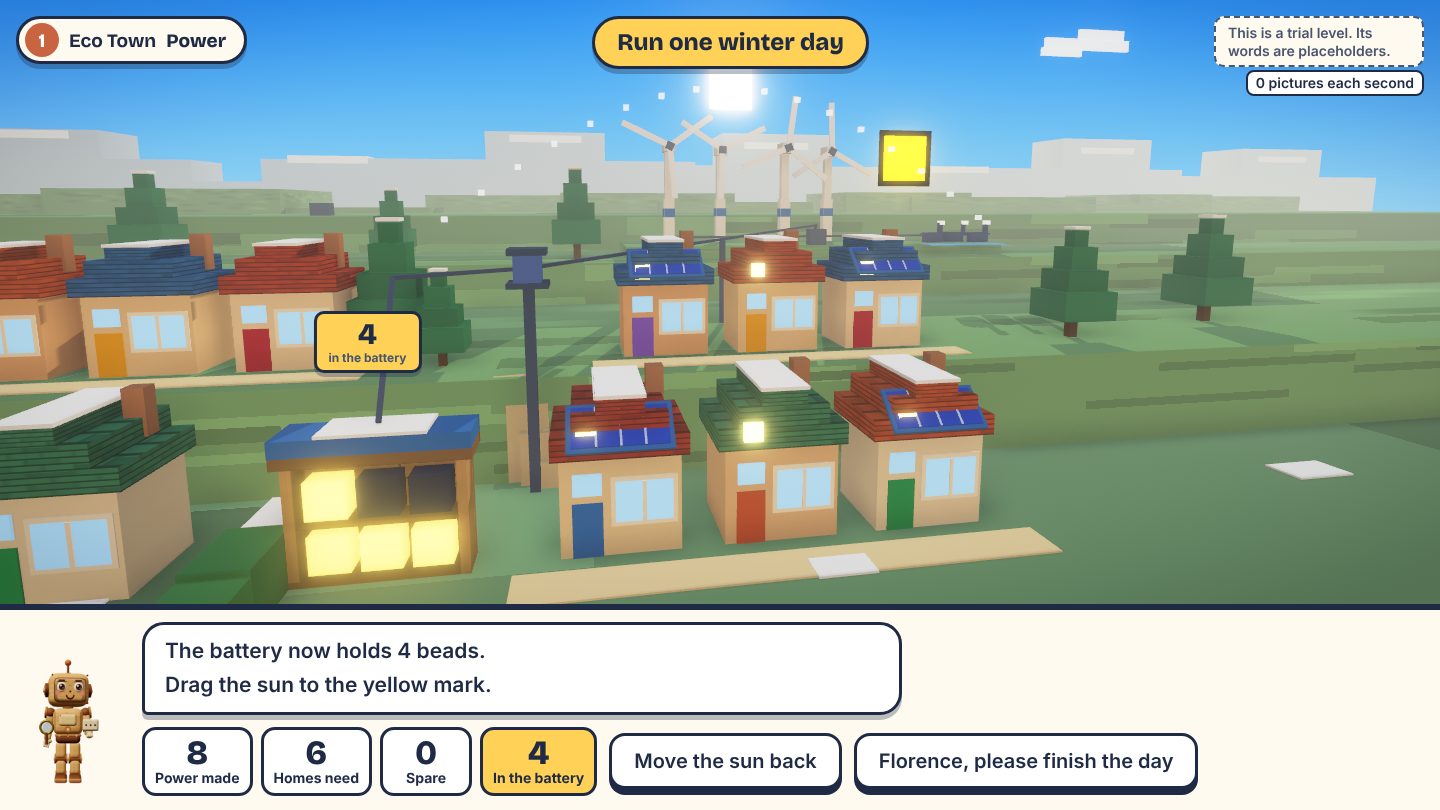 1 Eco Town Power
Run one winter day
This is a trial level. Its
words are placeholders.
0 pictures each second
4
in the battery
The battery now holds 4 beads.
Drag the sun to the yellow mark.
8
Power made
6
Homes need
0
Spare
4
In the battery
Move the sun back
Florence, please finish the day